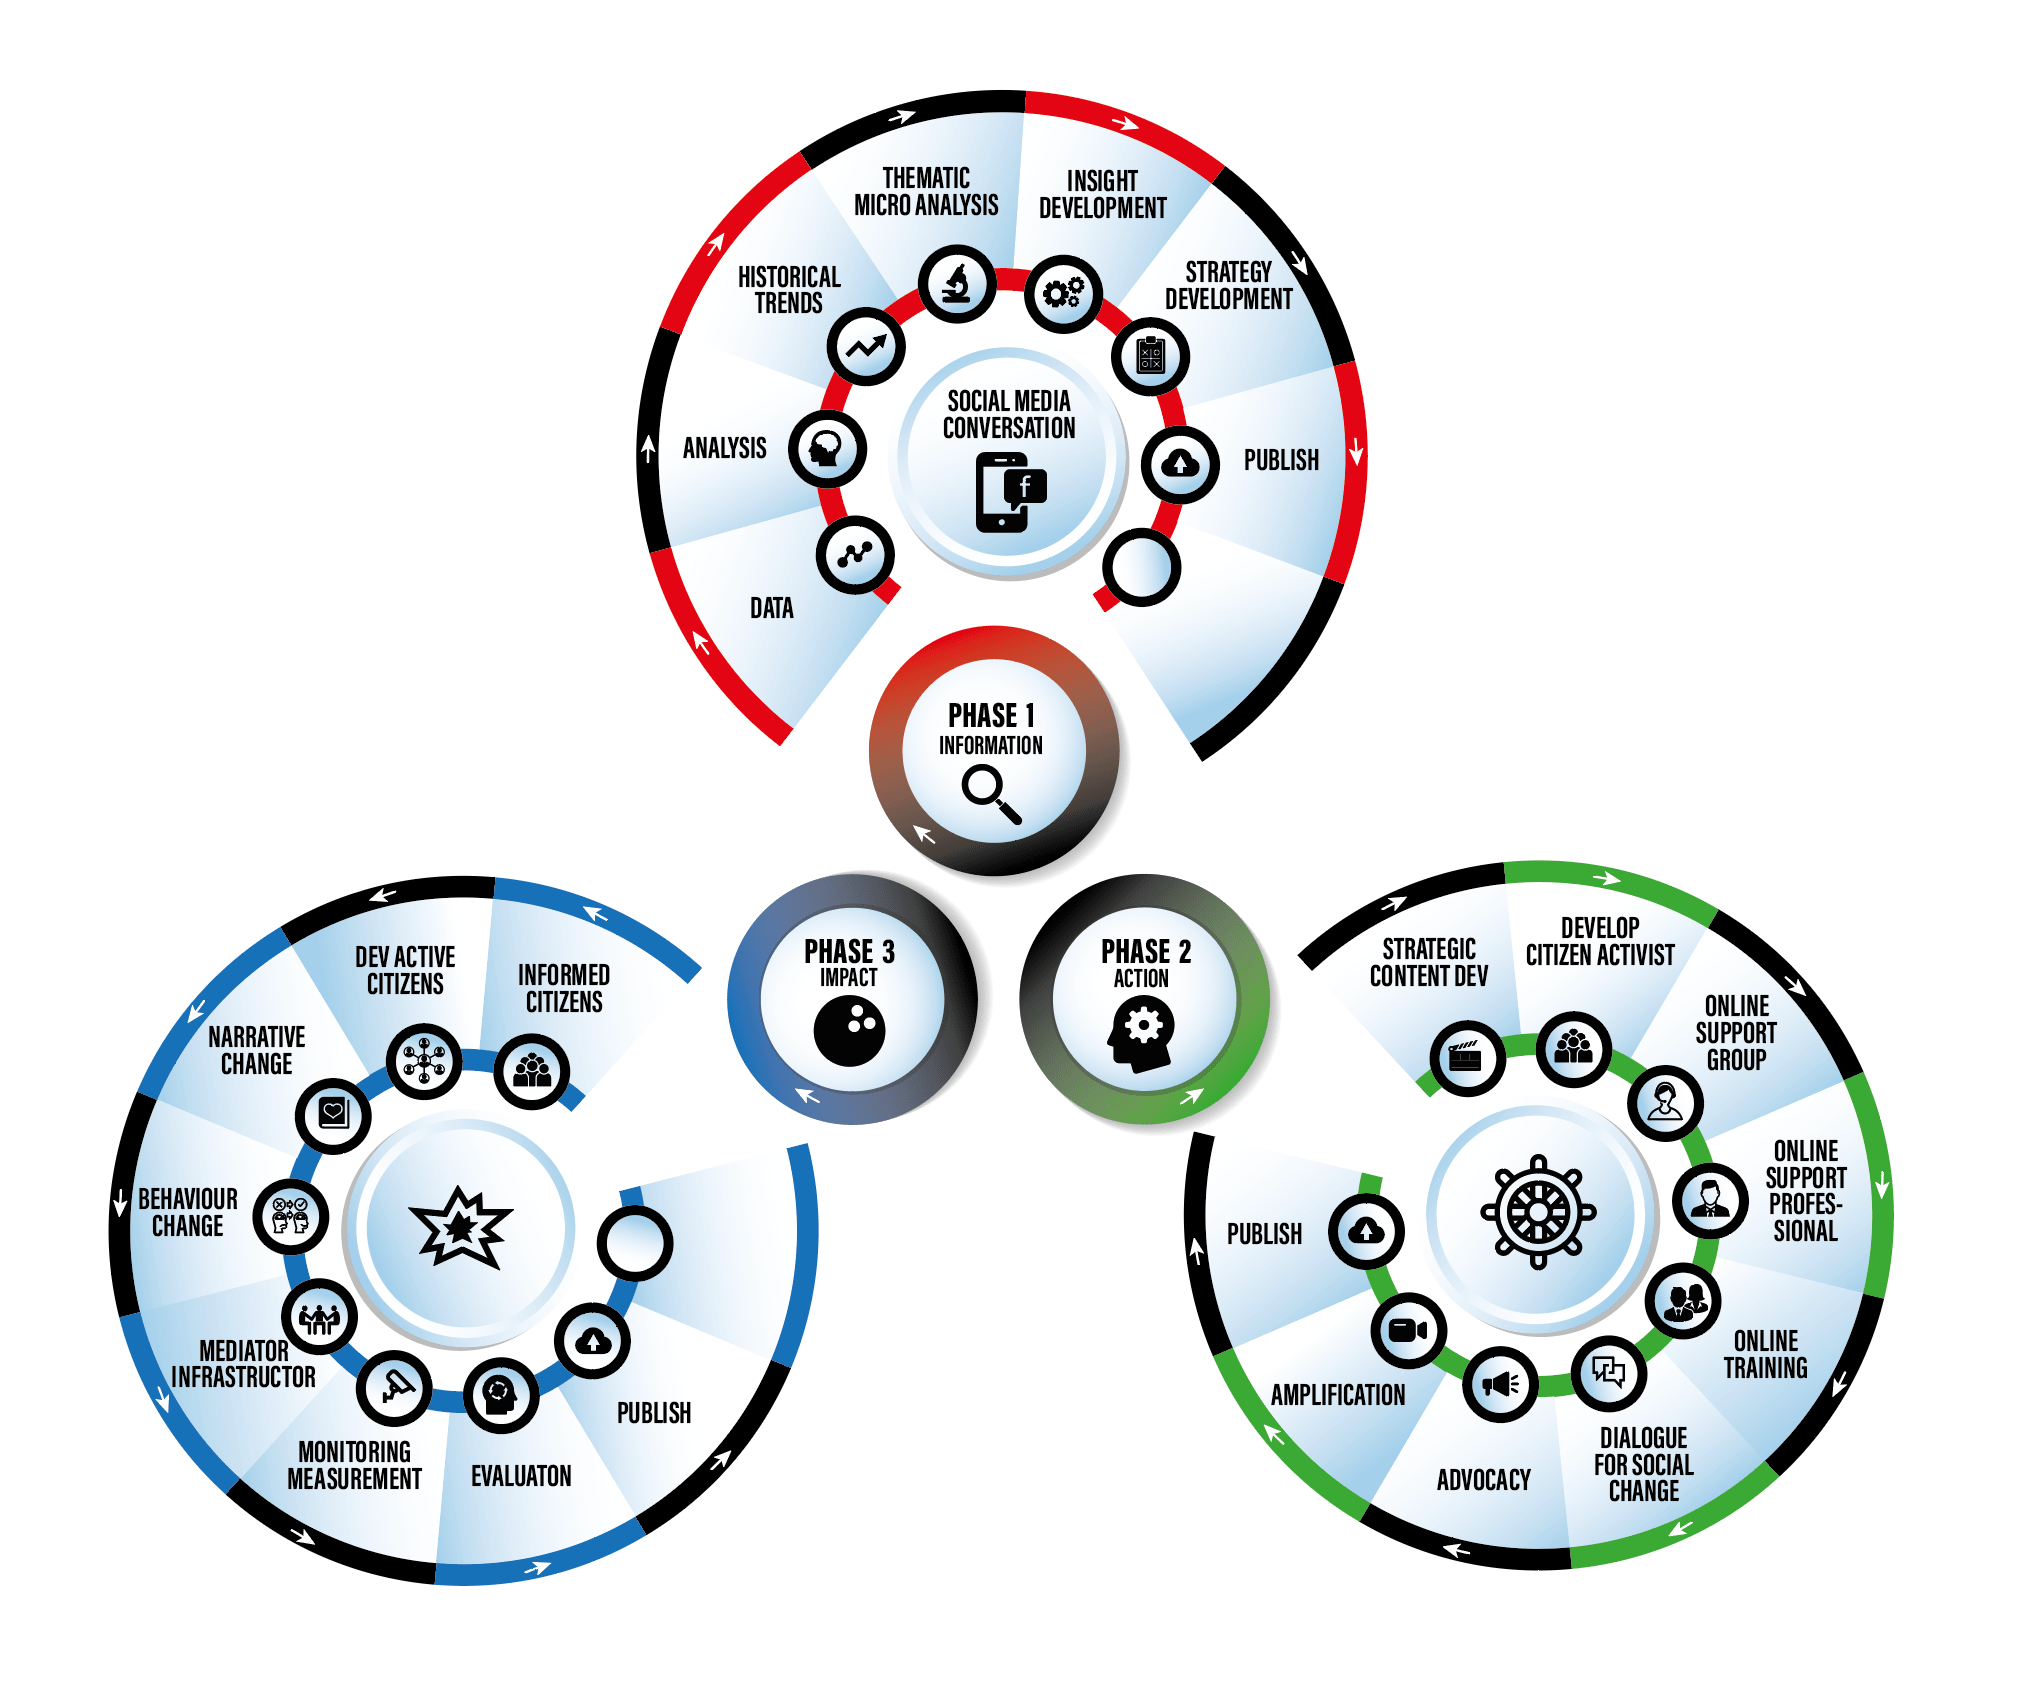 THEMATIC
MICRO ANALYSIS
INSIGHT
DEVELOPMENT
HISTORICAL
TRENDS
STRATEGY
DEVELOPMENT
ANALYSIS
SOCIAL MEDIA
CONVERSATION
f
PUBLISH
DATA
PHASE 1
INFORMATION
PHASE 3
IMPACT
PHASE 2
ACTION
INFORMED
CITIZENS
DEV ACTIVE
CITIZENS
NARRATIVE
CHANGE
BEHAVIOUR
CHANGE
MEDIATOR
INFRASTRUCTOR
MONITORING
MEASUREMENT
EVALUATON
PUBLISH
STRATEGIC
CONTENT DEV
DEVELOP
CITIZEN ACTIVIST
ONLINE
SUPPORT
GROUP
ONLINE
SUPPORT
PROFES-
SIONAL
ONLINE
TRAINING
DIALOGUE
FOR SOCIAL
CHANGE
ADVOCACY
AMPLIFICATION
PUBLISH